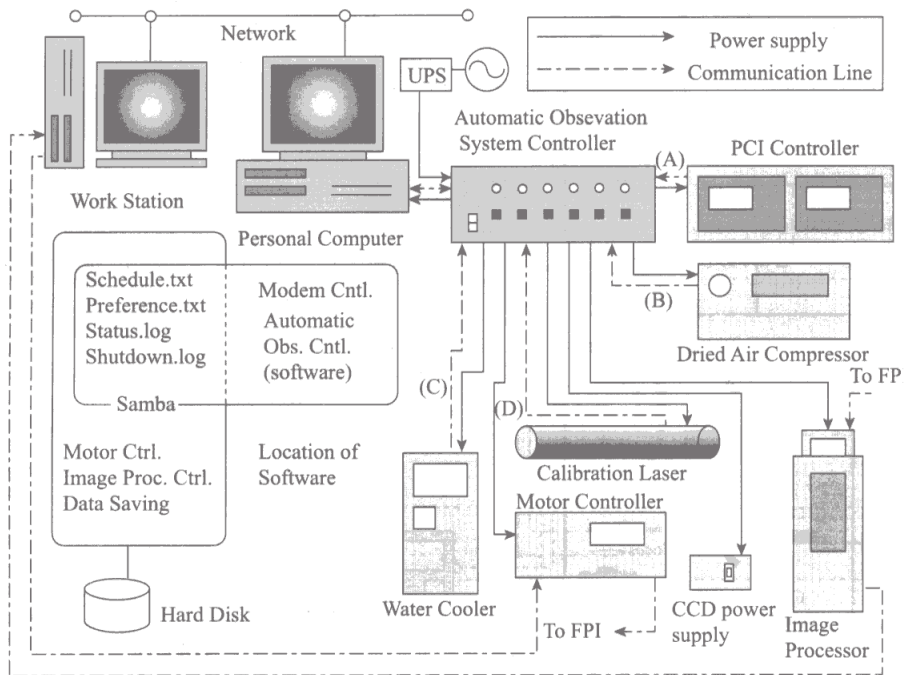 Network
Power supply
Communication Line
UPS
Automatic Obsevation
System Controller
(A)
PCI Controller
Work Station
Personal Computer
(B)
Dried Air Compressor
Schedule.txt
Preference.txt
Status.log
Shutdown.log
Modem Cntl.
Automatic
Obs. Cntl.
(software)
Samba
(C)
(D)
To FP
Motor Ctrl.
Image Proc. Ctrl.
Data Saving
Location of
Software
Calibration Laser
Motor Controller
Hard Disk
Water Cooler
To FPI
CCD power
supply
Image
Processor